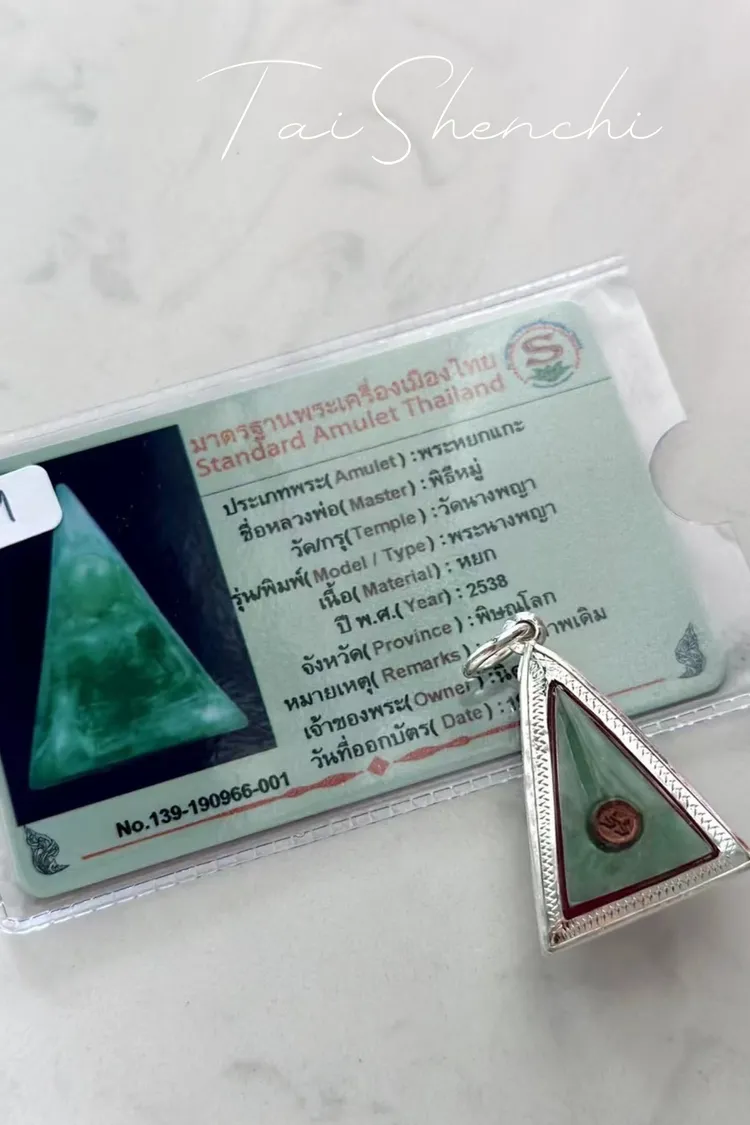 Tai Shenchi
S
มาตรฐานพระเครื่องเมืองไทย
Standard Amulet Thailand
ประเภทพระ(Amulet) : พระหยกแกะ
ชื่อหลวงพ่อ(Master) : พิธีหมู่
วัด/กรุ(Temple) : วัดนางพญา
รุ่น/พิมพ์(Model / Type) : พระนางพญา
เนื้อ(Material) : หยก
ปี พ.ศ.(Year) : 2538
จังหวัด(Province) : พิษณุโลก
หมายเหตุ(Remarks)
เจ้าของพระ(Owner) :
วันที่ออกบัตร(Date) :
No.139-190966-001